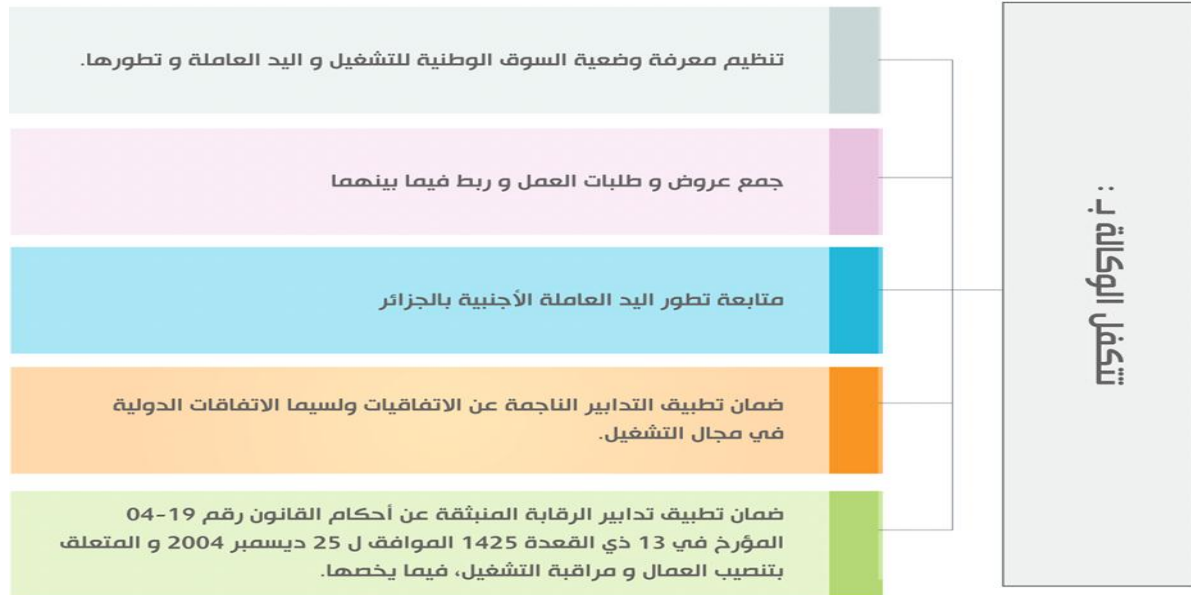 تتكفل الوكالة بـ :
تنظيم معرفة وضعية السوق الوطنية للتشغيل و اليد العاملة و تطورها.
جمع عروض و طلبات العمل و ربط فيما بينهما
متابعة تطور اليد العاملة الأجنبية بالجزائر
ضمان تطبيق التدابير الناجمة عن الاتفاقيات ولسيما الاتفاقات الدولية
في مجال التشغيل.
ضمان تطبيق تدابير الرقابة المنبثقة عن أحكام القانون رقم 19-04
المؤرخ في 13 ذي القعدة 1425 الموافق ل 25 ديسمبر 2004 و المتعلق
بتنصيب العمال و مراقبة التشغيل، فيما يخصها.